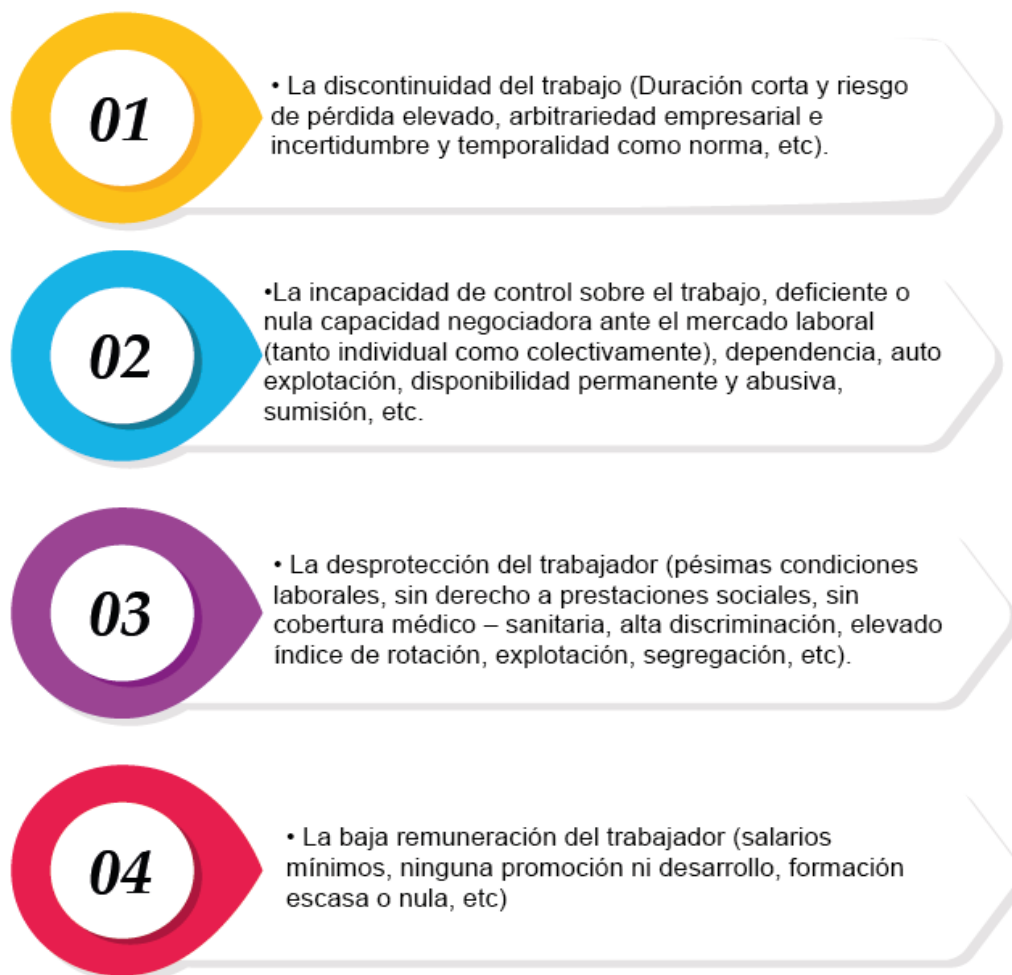 01
• La discontinuidad del trabajo (Duración corta y riesgo
de pérdida elevado, arbitrariedad empresarial e
incertidumbre y temporalidad como norma, etc).
02
•La incapacidad de control sobre el trabajo, deficiente o
nula capacidad negociadora ante el mercado laboral
(tanto individual como colectivamente), dependencia, auto
explotación, disponibilidad permanente y abusiva,
sumisión, etc.
03
• La desprotección del trabajador (pésimas condiciones
laborales, sin derecho a prestaciones sociales, sin
cobertura médico – sanitaria, alta discriminación, elevado
índice de rotación, explotación, segregación, etc).
04
• La baja remuneración del trabajador (salarios
mínimos, ninguna promoción ni desarrollo, formación
escasa o nula, etc)